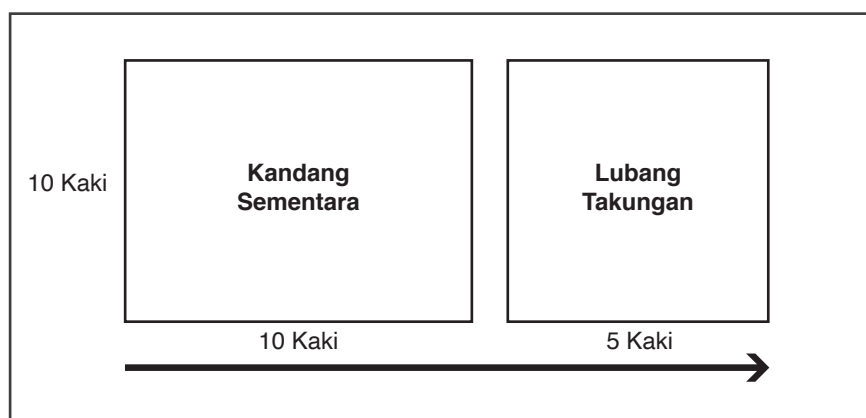 10 Kaki
Kandang
Sementara
Lubang
Takungan
10 Kaki
5 Kaki